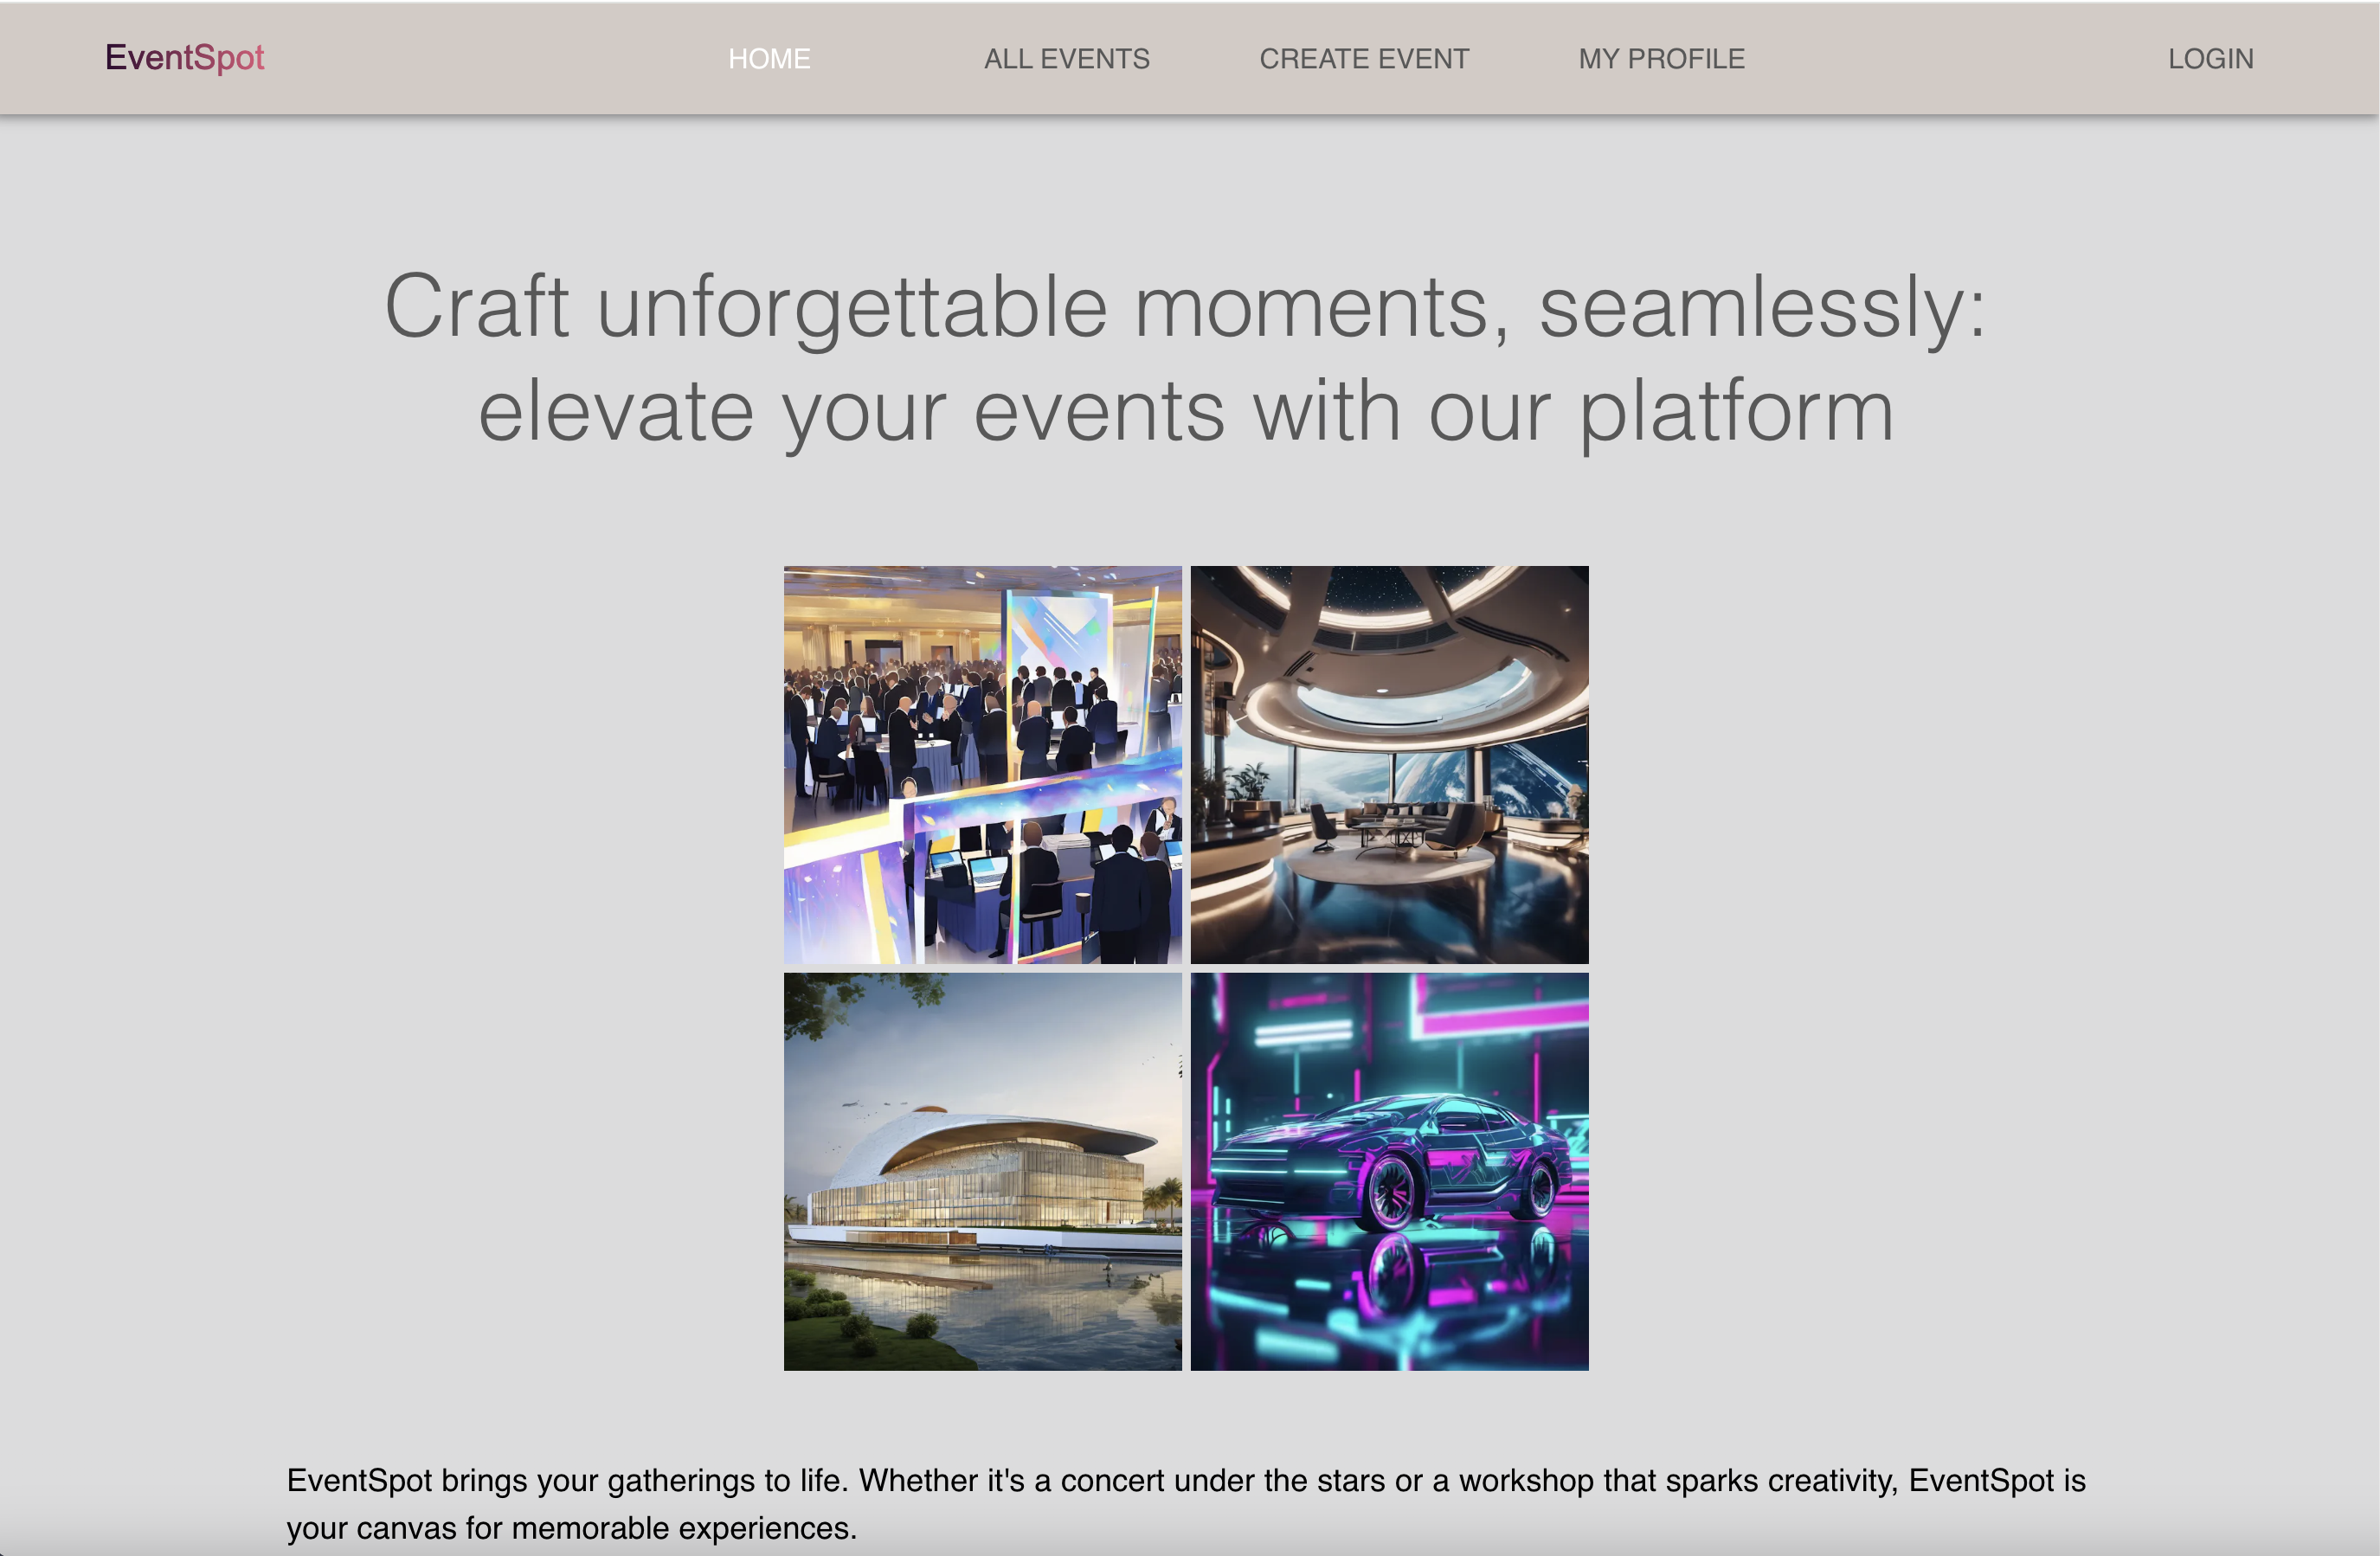 EventSpot
HOME
ALL EVENTS
CREATE EVENT
MY PROFILE
LOGIN
Craft unforgettable moments, seamlessly:
elevate your events with our platform
EventSpot brings your gatherings to life. Whether it's a concert under the stars or a workshop that sparks creativity, EventSpot is
your canvas for memorable experiences.